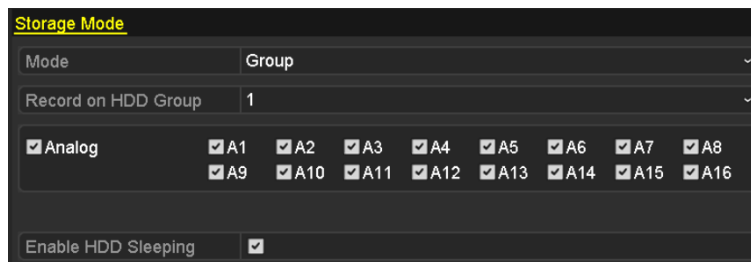 Storage Mode
Mode Group
Record on HDD Group 1
Analog A1 A2 A3 A4 A5 A6 A7 A8
A9 A10 A11 A12 A13 A14 A15 A16
Enable HDD Sleeping